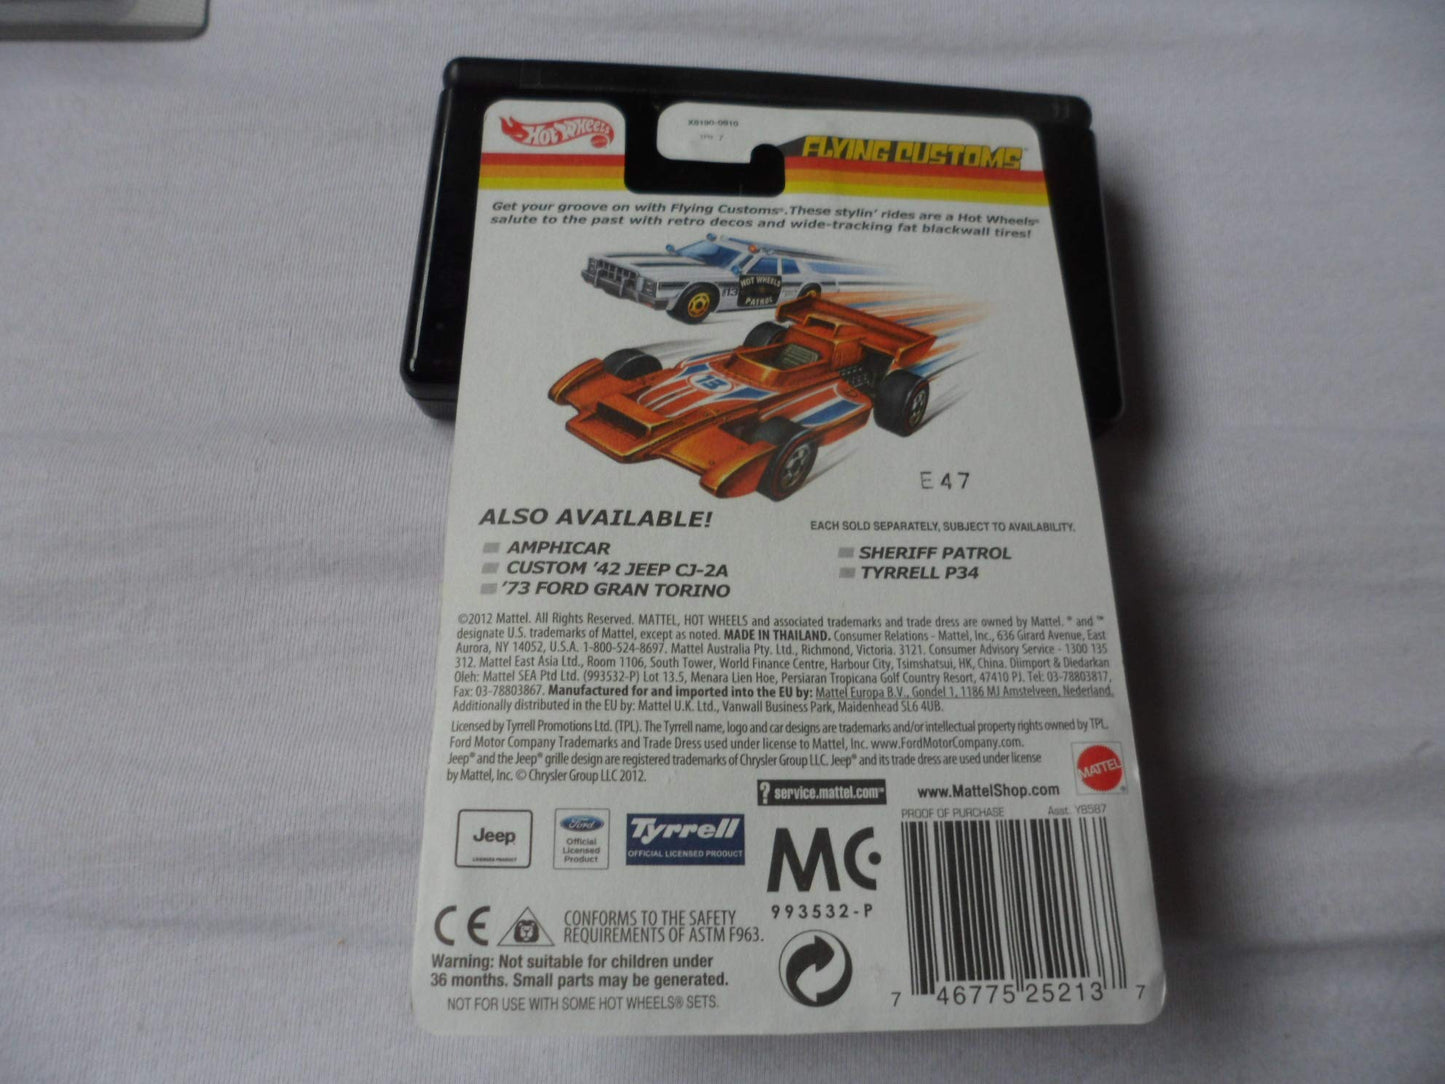 HOT WHEELS
X8190-0910
1PN 7
FLYING CUSTOMS™
Get your groove on with Flying Customs®. These stylin' rides are a Hot Wheels®
salute to the past with retro decos and wide-tracking fat blackwall tires!
HOT WHEELS
13
PATROL
13
E47
ALSO AVAILABLE!
EACH SOLD SEPARATELY, SUBJECT TO AVAILABILITY.
AMPHICAR
CUSTOM '42 JEEP CJ-2A
'73 FORD GRAN TORINO
SHERIFF PATROL
TYRRELL P34
©2012 Mattel. All Rights Reserved. MATTEL, HOT WHEELS and associated trademarks and trade dress are owned by Mattel. ® and ™
designate U.S. trademarks of Mattel, except as noted. MADE IN THAILAND. Consumer Relations - Mattel, Inc., 636 Girard Avenue, East
Aurora, NY 14052, U.S.A. 1-800-524-8697. Mattel Australia Pty. Ltd., Richmond, Victoria. 3121. Consumer Advisory Service - 1300 135
312. Mattel East Asia Ltd., Room 1106, South Tower, World Finance Centre, Harbour City, Tsimshatsui, HK, China. Diimport & Diedarkan
Oleh: Mattel SEA Ptd Ltd. (993532-P) Lot 13.5, Menara Lien Hoe, Persiaran Tropicana Golf Country Resort, 47410 PJ. Tel: 03-78803817,
Fax: 03-78803867. Manufactured for and imported into the EU by: Mattel Europa B.V., Gondel 1, 1186 MJ Amstelveen, Nederland.
Additionally distributed in the EU by: Mattel U.K. Ltd., Vanwall Business Park, Maidenhead SL6 4UB.
Licensed by Tyrrell Promotions Ltd. (TPL). The Tyrrell name, logo and car designs are trademarks and/or intellectual property rights owned by TPL.
Ford Motor Company Trademarks and Trade Dress used under license to Mattel, Inc. www.FordMotorCompany.com.
Jeep® and the Jeep® grille design are registered trademarks of Chrysler Group LLC. Jeep® and its trade dress are used under license
by Mattel, Inc. © Chrysler Group LLC 2012.
MATTEL
? service.mattel.com™
www.MattelShop.com
PROOF OF PURCHASE
Asst. Y8587
Jeep
LICENSED PRODUCT
Ford
Official
Licensed
Product
Tyrrell
OFFICIAL LICENSED PRODUCT
MC
993532-P
CE
CONFORMS TO THE SAFETY
REQUIREMENTS OF ASTM F963.
Warning: Not suitable for children under
36 months. Small parts may be generated.
NOT FOR USE WITH SOME HOT WHEELS® SETS.
7 46775 25213 7